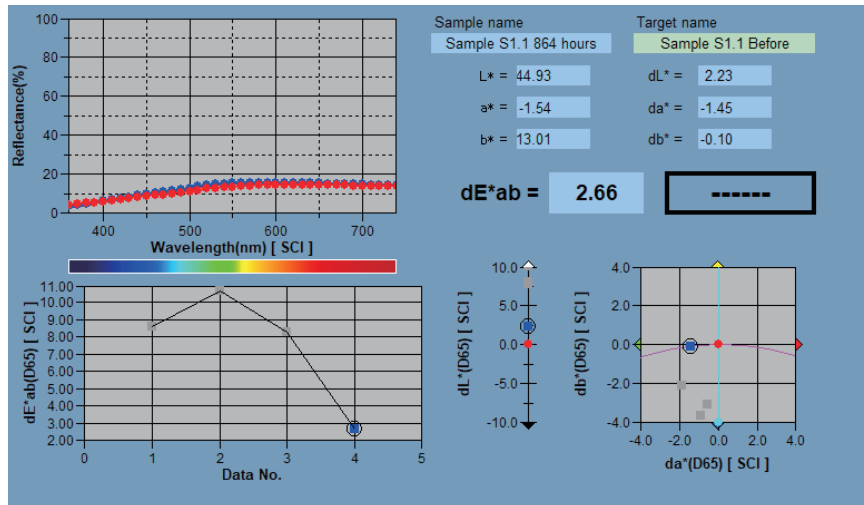 Sample name
Target name
Sample S1.1 864 hours
Sample S1.1 Before
L* = 44.93
dL* = 2.23
a* = -1.54
da* = -1.45
b* = 13.01
db* = -0.10
dE*ab = 2.66
------
Reflectance(%)
100
80
60
40
20
0
400 500 600 700
Wavelength(nm) [ SCI ]
dE*ab(D65) [ SCI ]
11.00
10.00
9.00
8.00
7.00
6.00
5.00
4.00
3.00
2.00
0 1 2 3 4 5
Data No.
dL*(D65) [ SCI ]
10.0
5.0
0.0
-5.0
-10.0
db*(D65) [ SCI ]
4.0
2.0
0.0
-2.0
-4.0
-4.0 -2.0 0.0 2.0 4.0
da*(D65) [ SCI ]